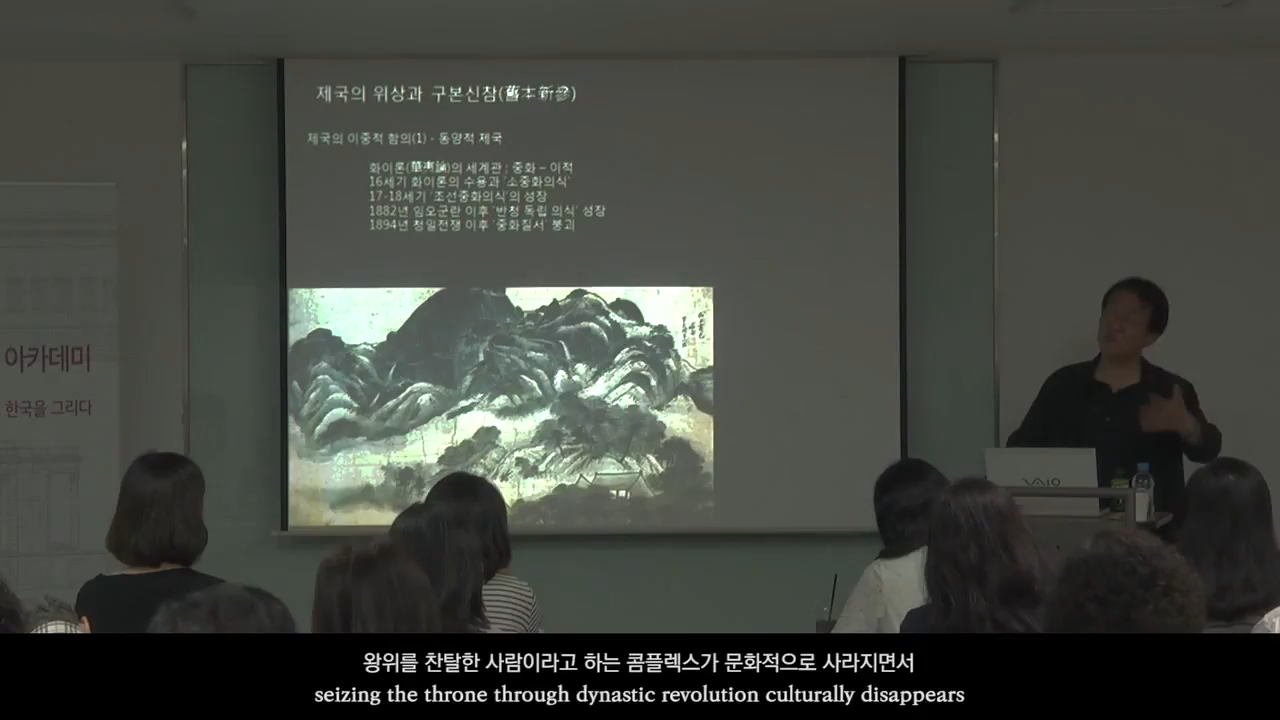 제국의 위상과 구본신참(舊本新參)
제국의 이중적 함의(1) - 동양적 제국
화이론(華夷論)의 세계관 ; 중화 – 이적
16세기 화이론의 수용과 '소중화의식'
17-18세기 '조선중화의식'의 성장
1882년 임오군란 이후 '반청 독립 의식' 성장
1894년 청일전쟁 이후 '중화질서' 붕괴
아카데미
한국을 그리다
VAIO
왕위를 찬탈한 사람이라고 하는 콤플렉스가 문화적으로 사라지면서
seizing the throne through dynastic revolution culturally disappears